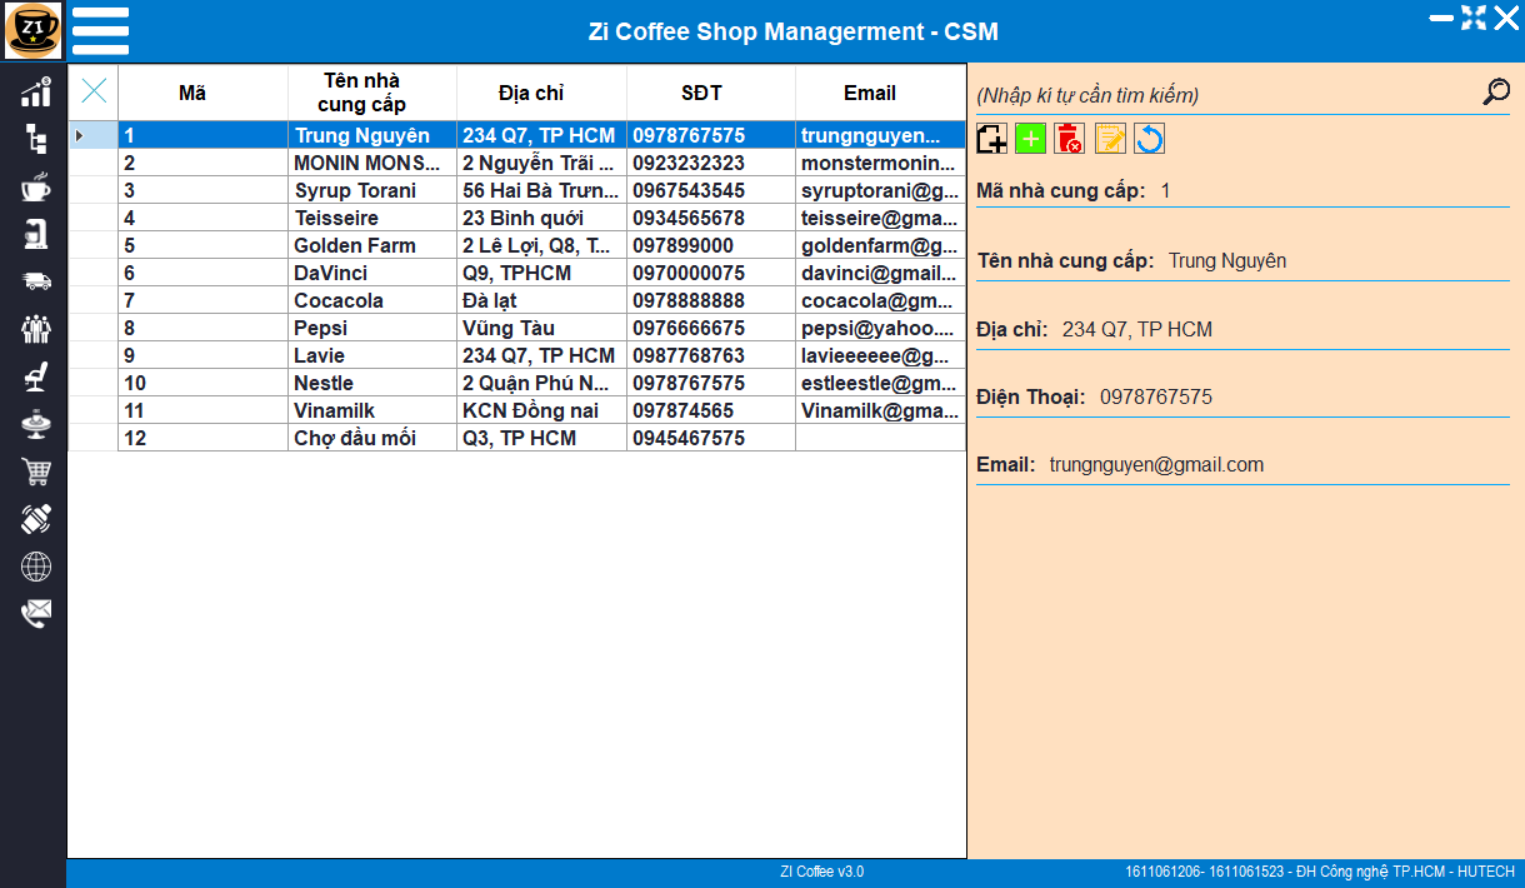 ZI
Zi Coffee Shop Managerment - CSM
Mã Tên nhà cung cấp Địa chỉ SĐT Email
1 Trung Nguyên 234 Q7, TP HCM 0978767575 trungnguyen...
2 MONIN MONS... 2 Nguyễn Trãi ... 0923232323 monstermonin...
3 Syrup Torani 56 Hai Bà Trưn... 0967543545 syruptorani@g...
4 Teisseire 23 Bình quới 0934565678 teisseire@gma...
5 Golden Farm 2 Lê Lợi, Q8, T... 097899000 goldenfarm@g...
6 DaVinci Q9, TPHCM 0970000075 davinci@gmail...
7 Cocacola Đà lạt 0978888888 cocacola@gm...
8 Pepsi Vũng Tàu 0976666675 pepsi@yahoo....
9 Lavie 234 Q7, TP HCM 0987768763 lavieeeeee@g...
10 Nestle 2 Quận Phú N... 0978767575 estleestle@gm...
11 Vinamilk KCN Đồng nai 097874565 Vinamilk@gma...
12 Chợ đầu mối Q3, TP HCM 0945467575
(Nhập kí tự cần tìm kiếm)
Mã nhà cung cấp: 1
Tên nhà cung cấp: Trung Nguyên
Địa chỉ: 234 Q7, TP HCM
Điện Thoại: 0978767575
Email: trungnguyen@gmail.com
ZI Coffee v3.0
1611061206- 1611061523 - ĐH Công nghệ TP.HCM - HUTECH